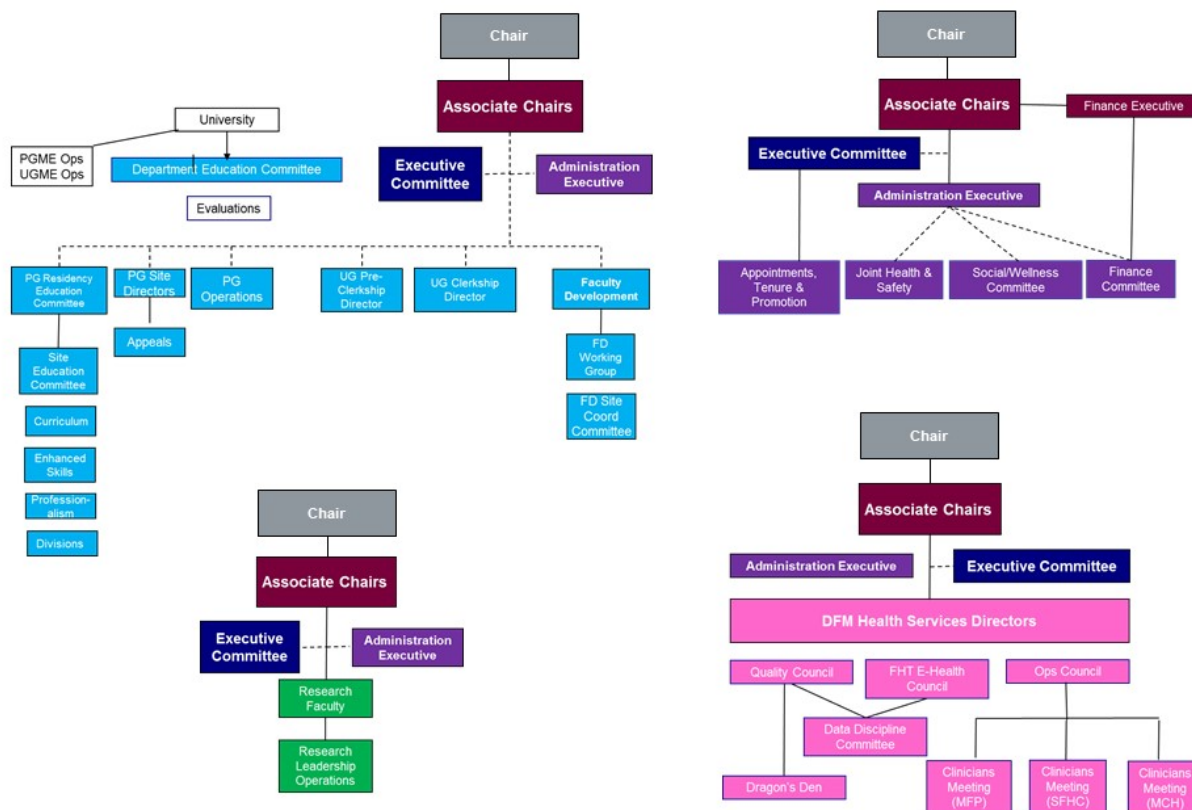 Chair
Associate Chairs
University
PGME Ops
UGME Ops
Department Education Committee
Executive
Committee
Administration
Executive
Evaluations
PG Residency
Education
Committee
PG Site
Directors
PG
Operations
UG Pre-
Clerkship
Director
UG Clerkship
Director
Faculty
Development
Appeals
Site
Education
Committee
FD
Working
Group
Curriculum
FD Site
Coord
Committee
Enhanced
Skills
Profession-
alism
Divisions
Chair
Associate Chairs
Finance Executive
Executive Committee
Administration Executive
Appointments,
Tenure &
Promotion
Joint Health &
Safety
Social/Wellness
Committee
Finance
Committee
Chair
Associate Chairs
Executive
Committee
Administration
Executive
Research
Faculty
Research
Leadership
Operations
Chair
Associate Chairs
Administration Executive
Executive Committee
DFM Health Services Directors
Quality Council
FHT E-Health
Council
Ops Council
Data Discipline
Committee
Dragon's Den
Clinicians
Meeting
(MFP)
Clinicians
Meeting
(SFHC)
Clinicians
Meeting
(MCH)